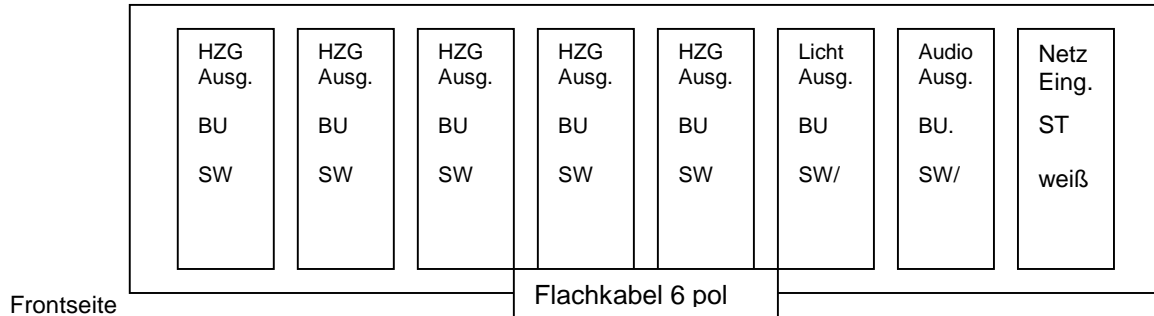 HZG HZG HZG HZG HZG Licht Audio Netz
Ausg. Ausg. Ausg. Ausg. Ausg. Ausg. Ausg. Eing.
BU BU BU BU BU BU BU. ST
SW SW SW SW SW SW/ SW/ weiß
Flachkabel 6 pol
Frontseite